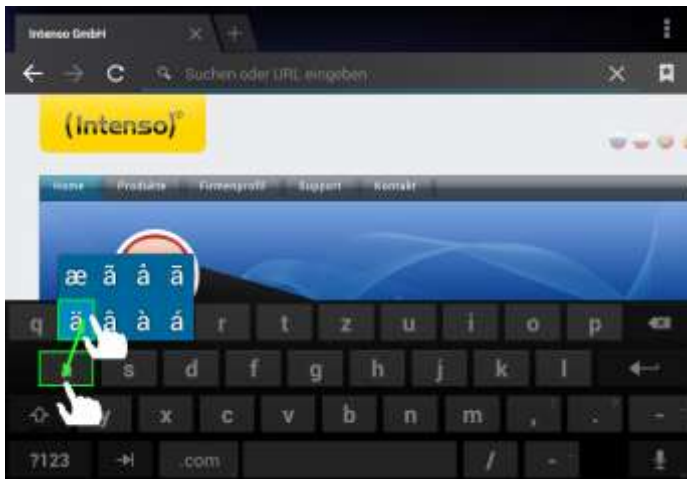 Intenso GmbH
Suchen oder URL eingeben
(Intenso)®
Home Produkte Firmenprofil Support Kontakt
æ ã å ā
ä â à á
q r t z u i o p
s d f g h j k l
y x c v b n m , .
?123 .com / -